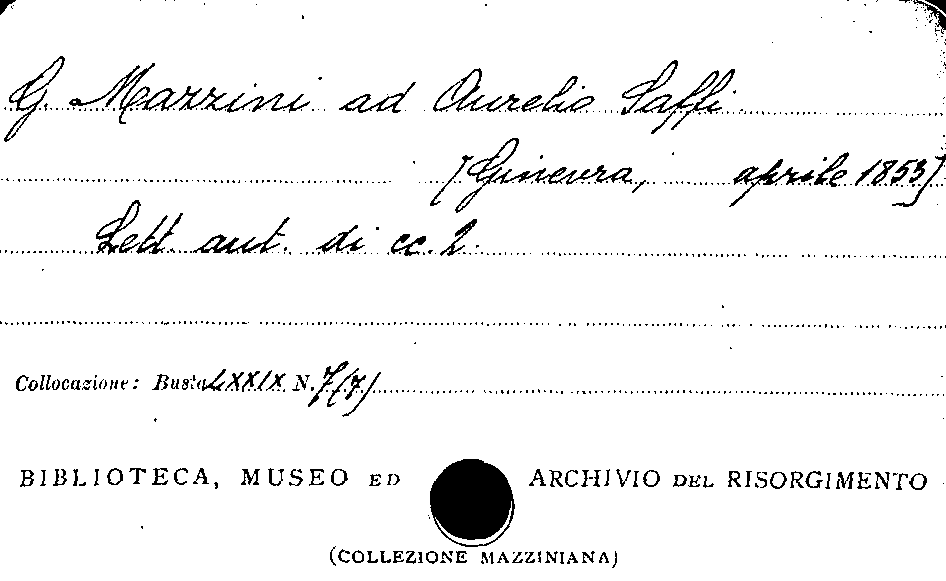 G. Mazzini ad Aurelio Saffi
[Ginevra, aprile 1853]
Lett. aut. di cc. 2.
Collocazione: Busta LXXIX N. 7(7)
BIBLIOTECA, MUSEO ED ARCHIVIO DEL RISORGIMENTO
(COLLEZIONE MAZZINIANA)